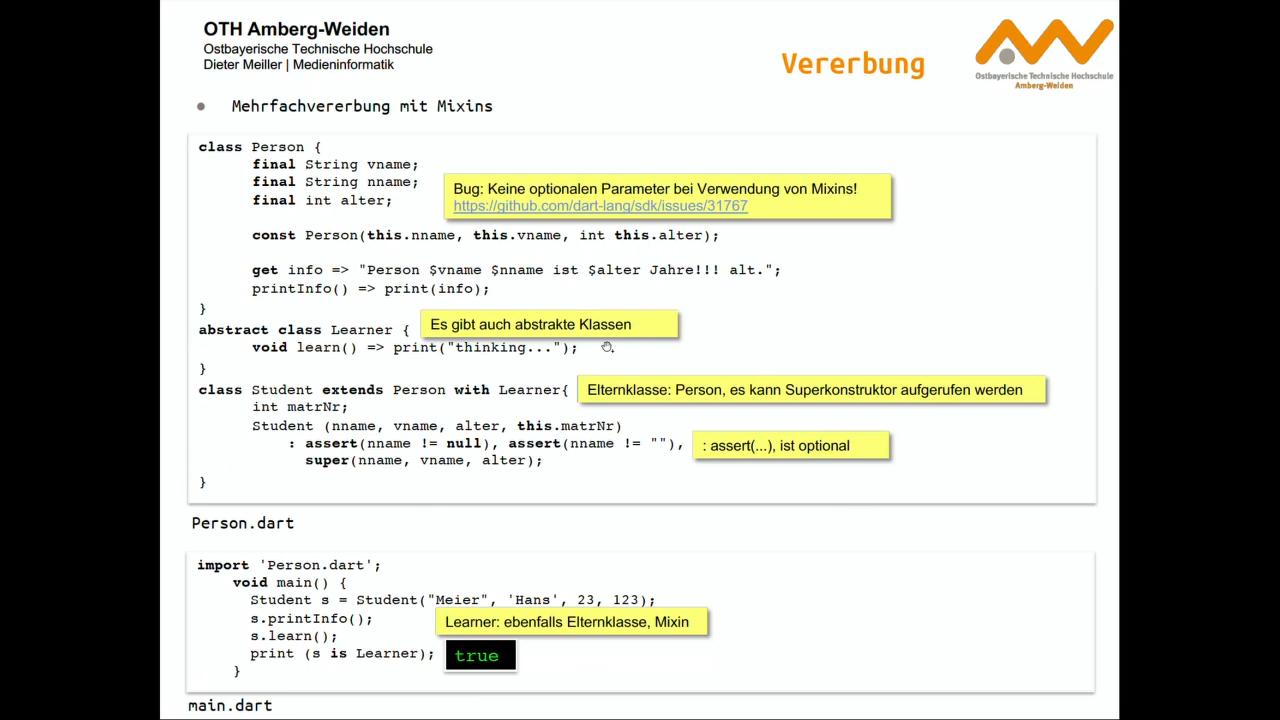 OTH Amberg-Weiden
Ostbayerische Technische Hochschule
Dieter Meiller | Medieninformatik
Vererbung
Ostbayerische Technische Hochschule
Amberg-Weiden
Mehrfachvererbung mit Mixins
class Person {
final String vname;
final String nname;
final int alter;
Bug: Keine optionalen Parameter bei Verwendung von Mixins!
https://github.com/dart-lang/sdk/issues/31767
const Person(this.nname, this.vname, int this.alter);
get info => "Person $vname $nname ist $alter Jahre!!! alt.";
printInfo() => print(info);
}
abstract class Learner {
Es gibt auch abstrakte Klassen
void learn() => print("thinking...");
}
class Student extends Person with Learner{
Elternklasse: Person, es kann Superkonstruktor aufgerufen werden
int matrNr;
Student (nname, vname, alter, this.matrNr)
: assert(nname != null), assert(nname != ""),
: assert(...), ist optional
super(nname, vname, alter);
}
Person.dart
import 'Person.dart';
void main() {
Student s = Student("Meier", 'Hans', 23, 123);
s.printInfo();
Learner: ebenfalls Elternklasse, Mixin
s.learn();
print (s is Learner);
true
}
main.dart